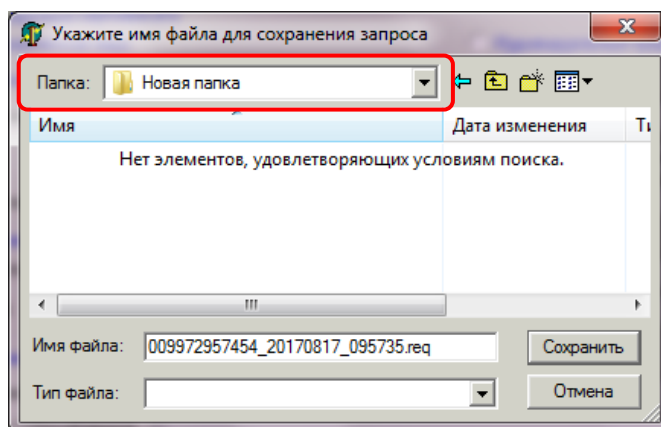 Укажите имя файла для сохранения запроса
Папка: Новая папка
Имя Дата изменения
Нет элементов, удовлетворяющих условиям поиска.
Имя файла: 009972957454_20170817_095735.req Сохранить
Тип файла: Отмена